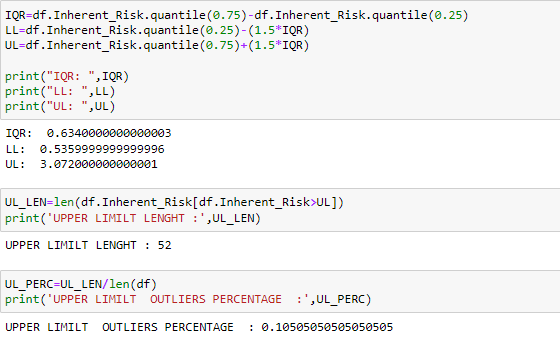 IQR=df.Inherent_Risk.quantile(0.75)-df.Inherent_Risk.quantile(0.25)
LL=df.Inherent_Risk.quantile(0.25)-(1.5*IQR)
UL=df.Inherent_Risk.quantile(0.75)+(1.5*IQR)
print("IQR: ",IQR)
print("LL: ",LL)
print("UL: ",UL)
IQR:  0.6340000000000003
LL:  0.5359999999999996
UL:  3.072000000000001
UL_LEN=len(df.Inherent_Risk[df.Inherent_Risk>UL])
print('UPPER LIMILT LENGHT :',UL_LEN)
UPPER LIMILT LENGHT : 52
UL_PERC=UL_LEN/len(df)
print('UPPER LIMILT  OUTLIERS PERCENTAGE  :',UL_PERC)
UPPER LIMILT  OUTLIERS PERCENTAGE  : 0.10505050505050505